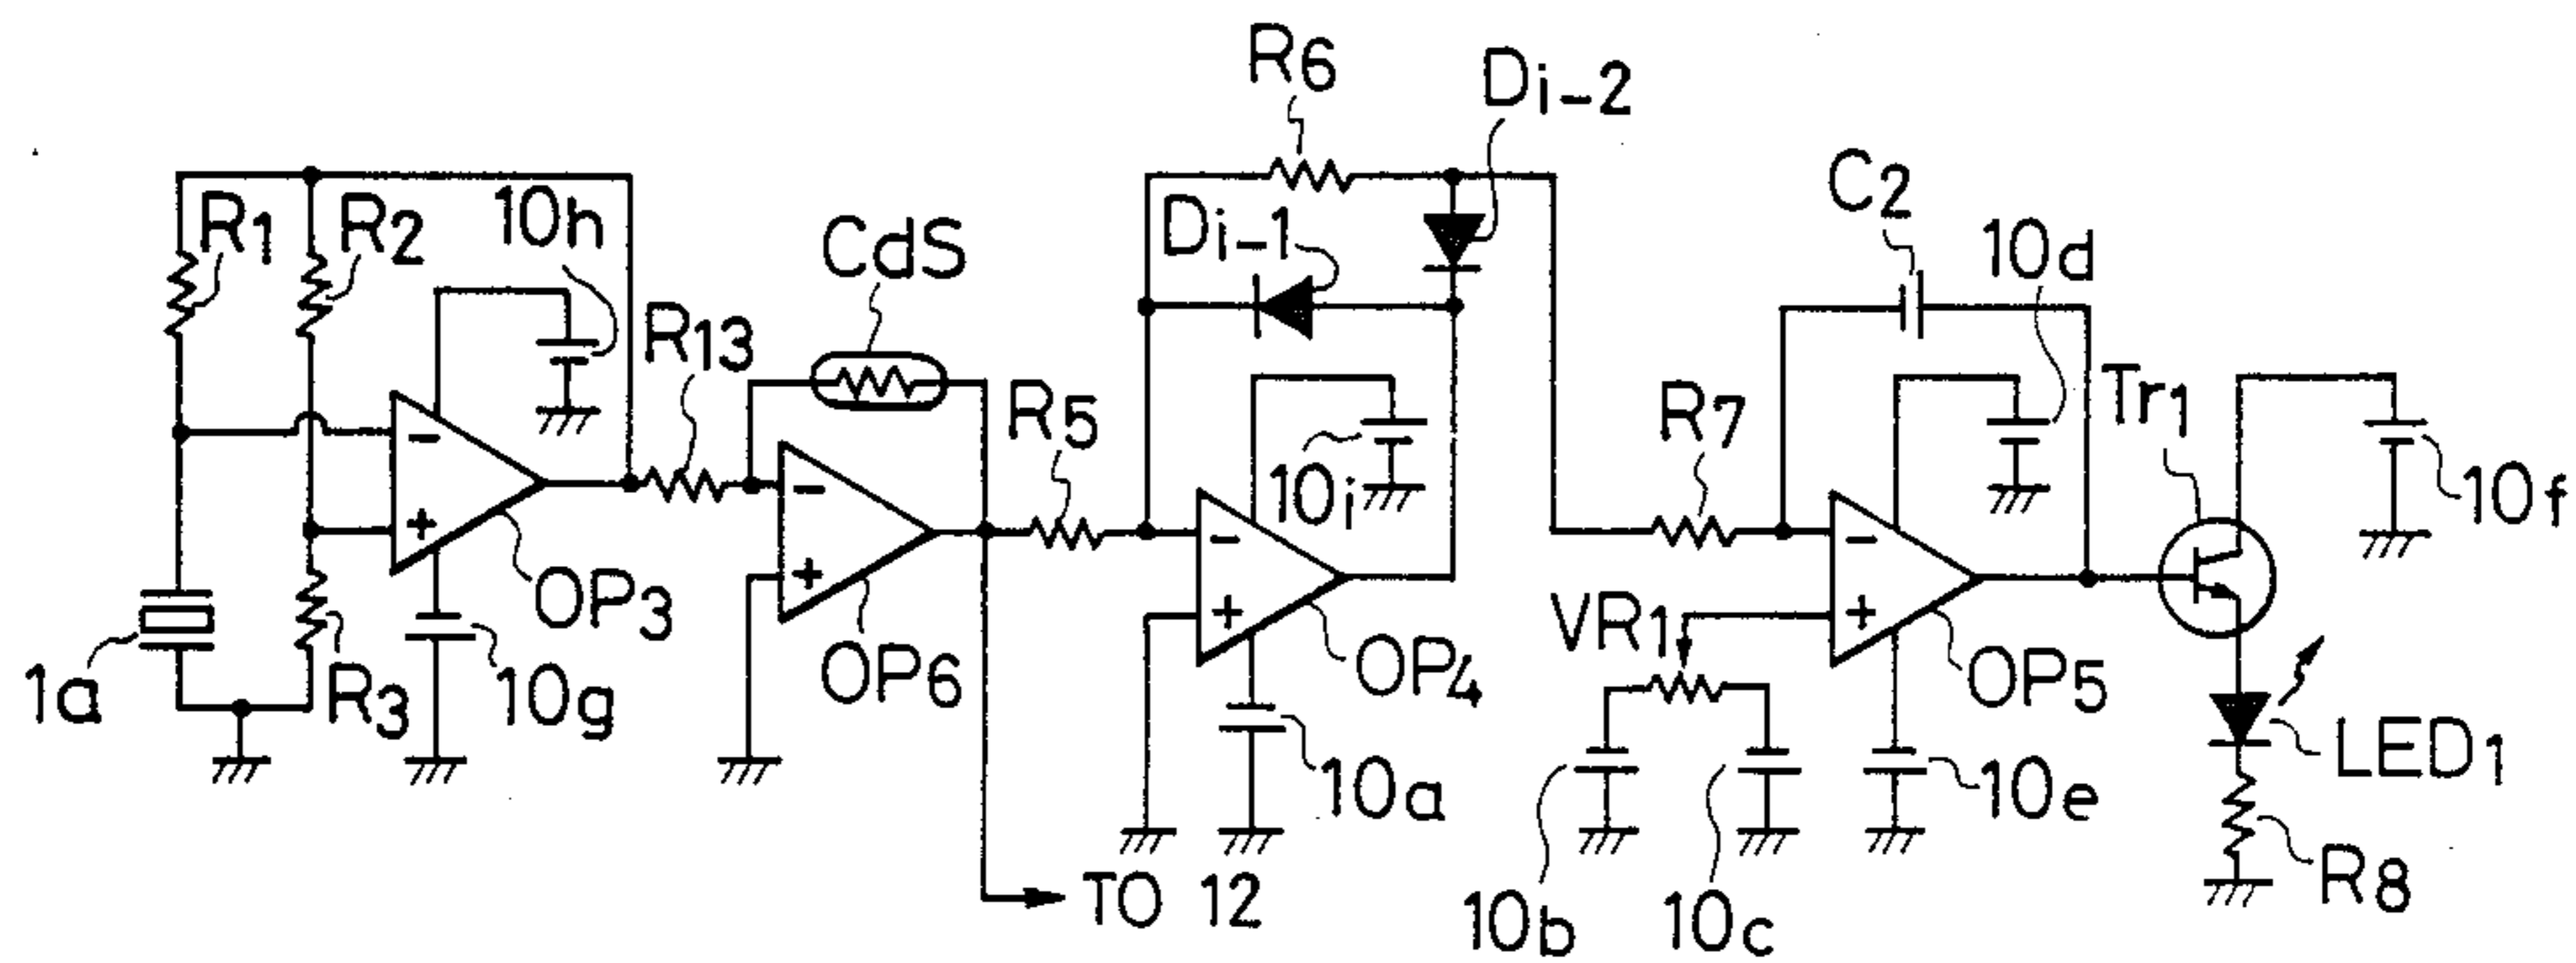 R6
Di-2
C2
R1
R2
10h
CdS
Di-1
10d
R13
R5
R7
Tr1
10i
10f
-
+
-
+
-
+
-
+
OP3
OP6
VR1
OP4
OP5
1a
R3
10g
LED1
10a
10e
R8
TO 12
10b
10c